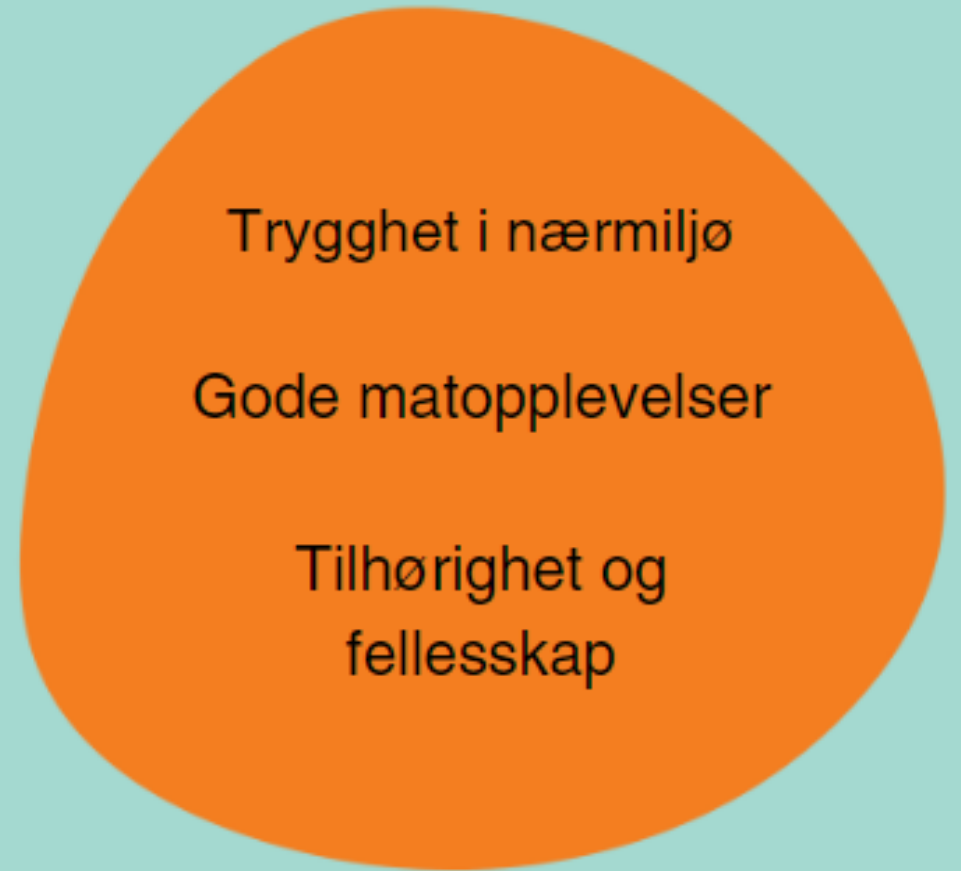 Trygghet i nærmiljø
Gode matopplevelser
Tilhørighet og
fellesskap